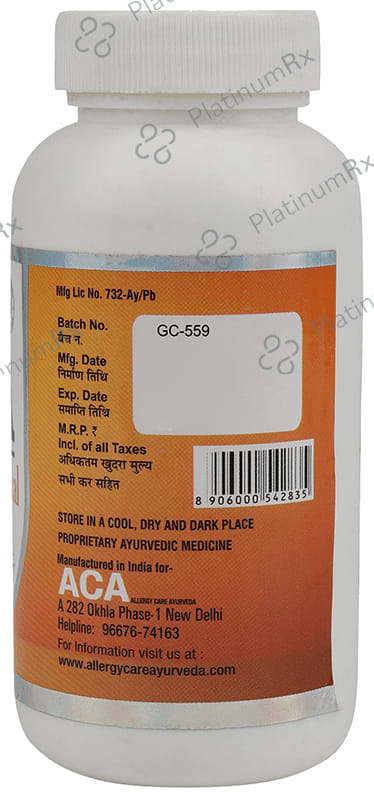 PlatinumRx
PlatinumRx
PlatinumRx
PlatinumRx
Mfg Lic No. 732-Ay/Pb
Batch No.
बैच न.
GC-559
Mfg. Date
निर्माण तिथि
Exp. Date
समाप्ति तिथि
M.R.P. ₹
Incl. of all Taxes
अधिकतम खुदरा मुल्य
सभी कर सहित
8 906000 542835
STORE IN A COOL, DRY AND DARK PLACE
PROPRIETARY AYURVEDIC MEDICINE
Manufactured in India for-
ACA ALLERGY CARE AYURVEDA
A 282 Okhla Phase-1 New Delhi
Helpline: 96676-74163
For Information visit us at :
www.allergycareayurveda.com